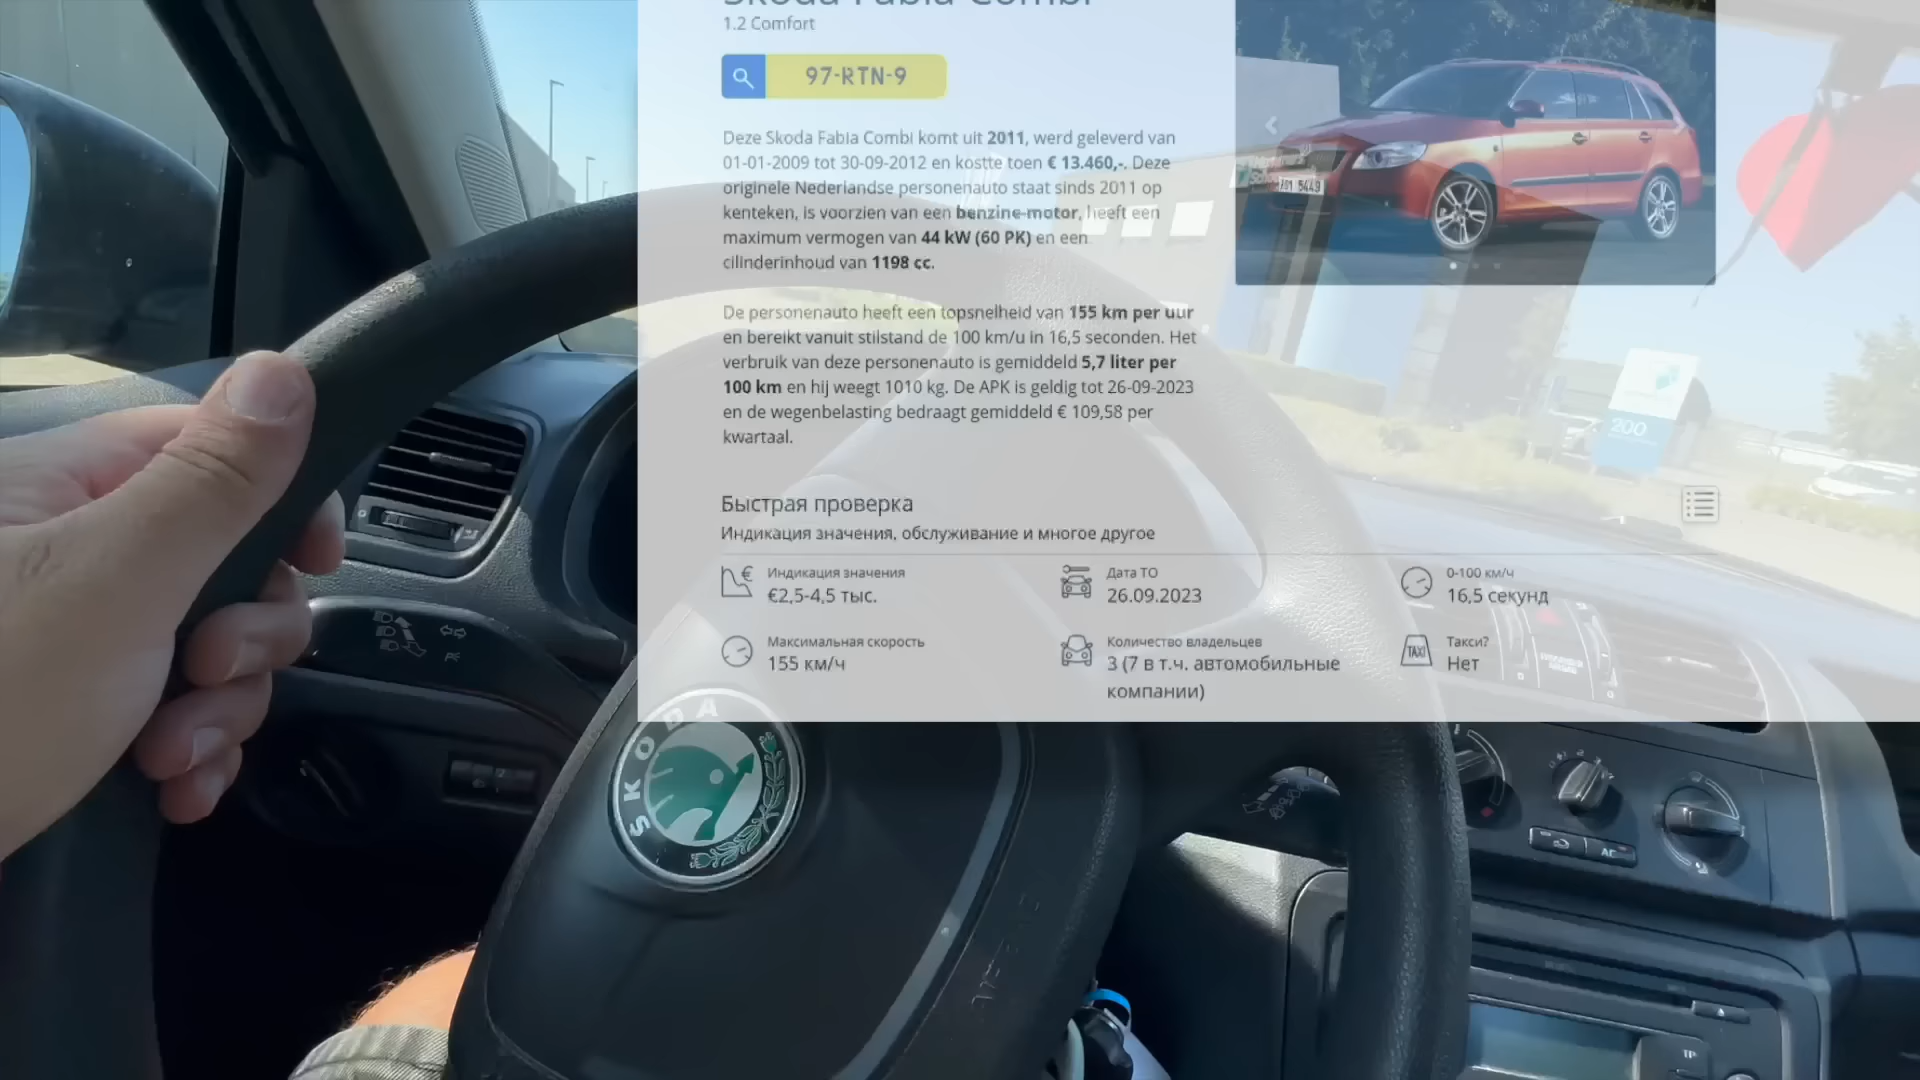 Skoda Fabia Combi
1.2 Comfort
97-RTN-9
Deze Skoda Fabia Combi komt uit 2011, werd geleverd van
01-01-2009 tot 30-09-2012 en kostte toen € 13.460,-. Deze
originele Nederlandse personenauto staat sinds 2011 op
kenteken, is voorzien van een benzine-motor, heeft een
maximum vermogen van 44 kW (60 PK) en een
cilinderinhoud van 1198 cc.
De personenauto heeft een topsnelheid van 155 km per uur
en bereikt vanuit stilstand de 100 km/u in 16,5 seconden. Het
verbruik van deze personenauto is gemiddeld 5,7 liter per
100 km en hij weegt 1010 kg. De APK is geldig tot 26-09-2023
en de wegenbelasting bedraagt gemiddeld € 109,58 per
kwartaal.
200
Быстрая проверка
Индикация значения, обслуживание и многое другое
Индикация значения
€2,5-4,5 тыс.
Дата ТО
26.09.2023
0-100 км/ч
16,5 секунд
Максимальная скорость
155 км/ч
Количество владельцев
3 (7 в т.ч. автомобильные
компании)
TAXI
Такси?
Нет
SKODA
AC
TP